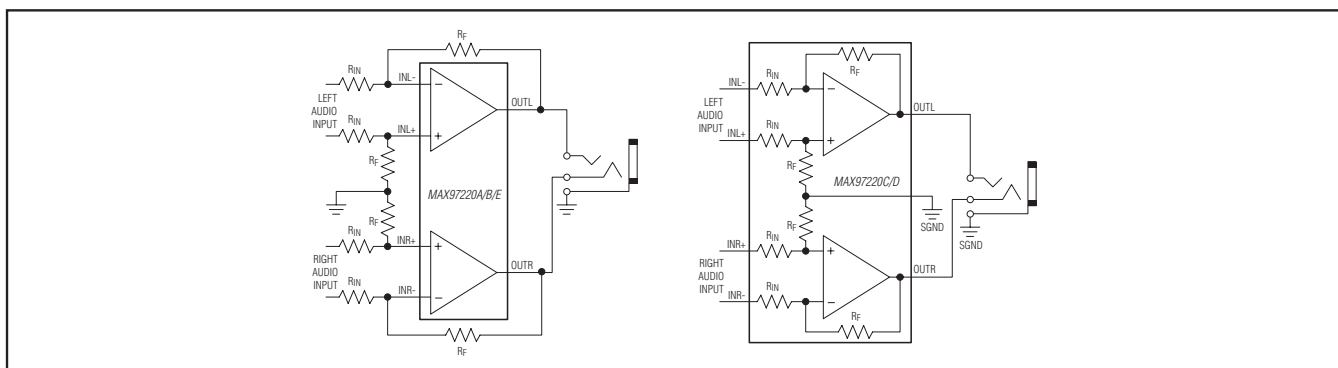 RF
RIN
INL-
LEFT
AUDIO
INPUT
OUTL
RIN
INL+
RF
MAX97220A/B/E
RF
RIN
INR+
RIGHT
AUDIO
INPUT
OUTR
RIN
INR-
RF
RIN
RF
INL-
LEFT
AUDIO
INPUT
OUTL
INL+
RIN
RF
MAX97220C/D
SGND
SGND
RF
INR+
RIN
RIGHT
AUDIO
INPUT
OUTR
INR-
RIN
RF